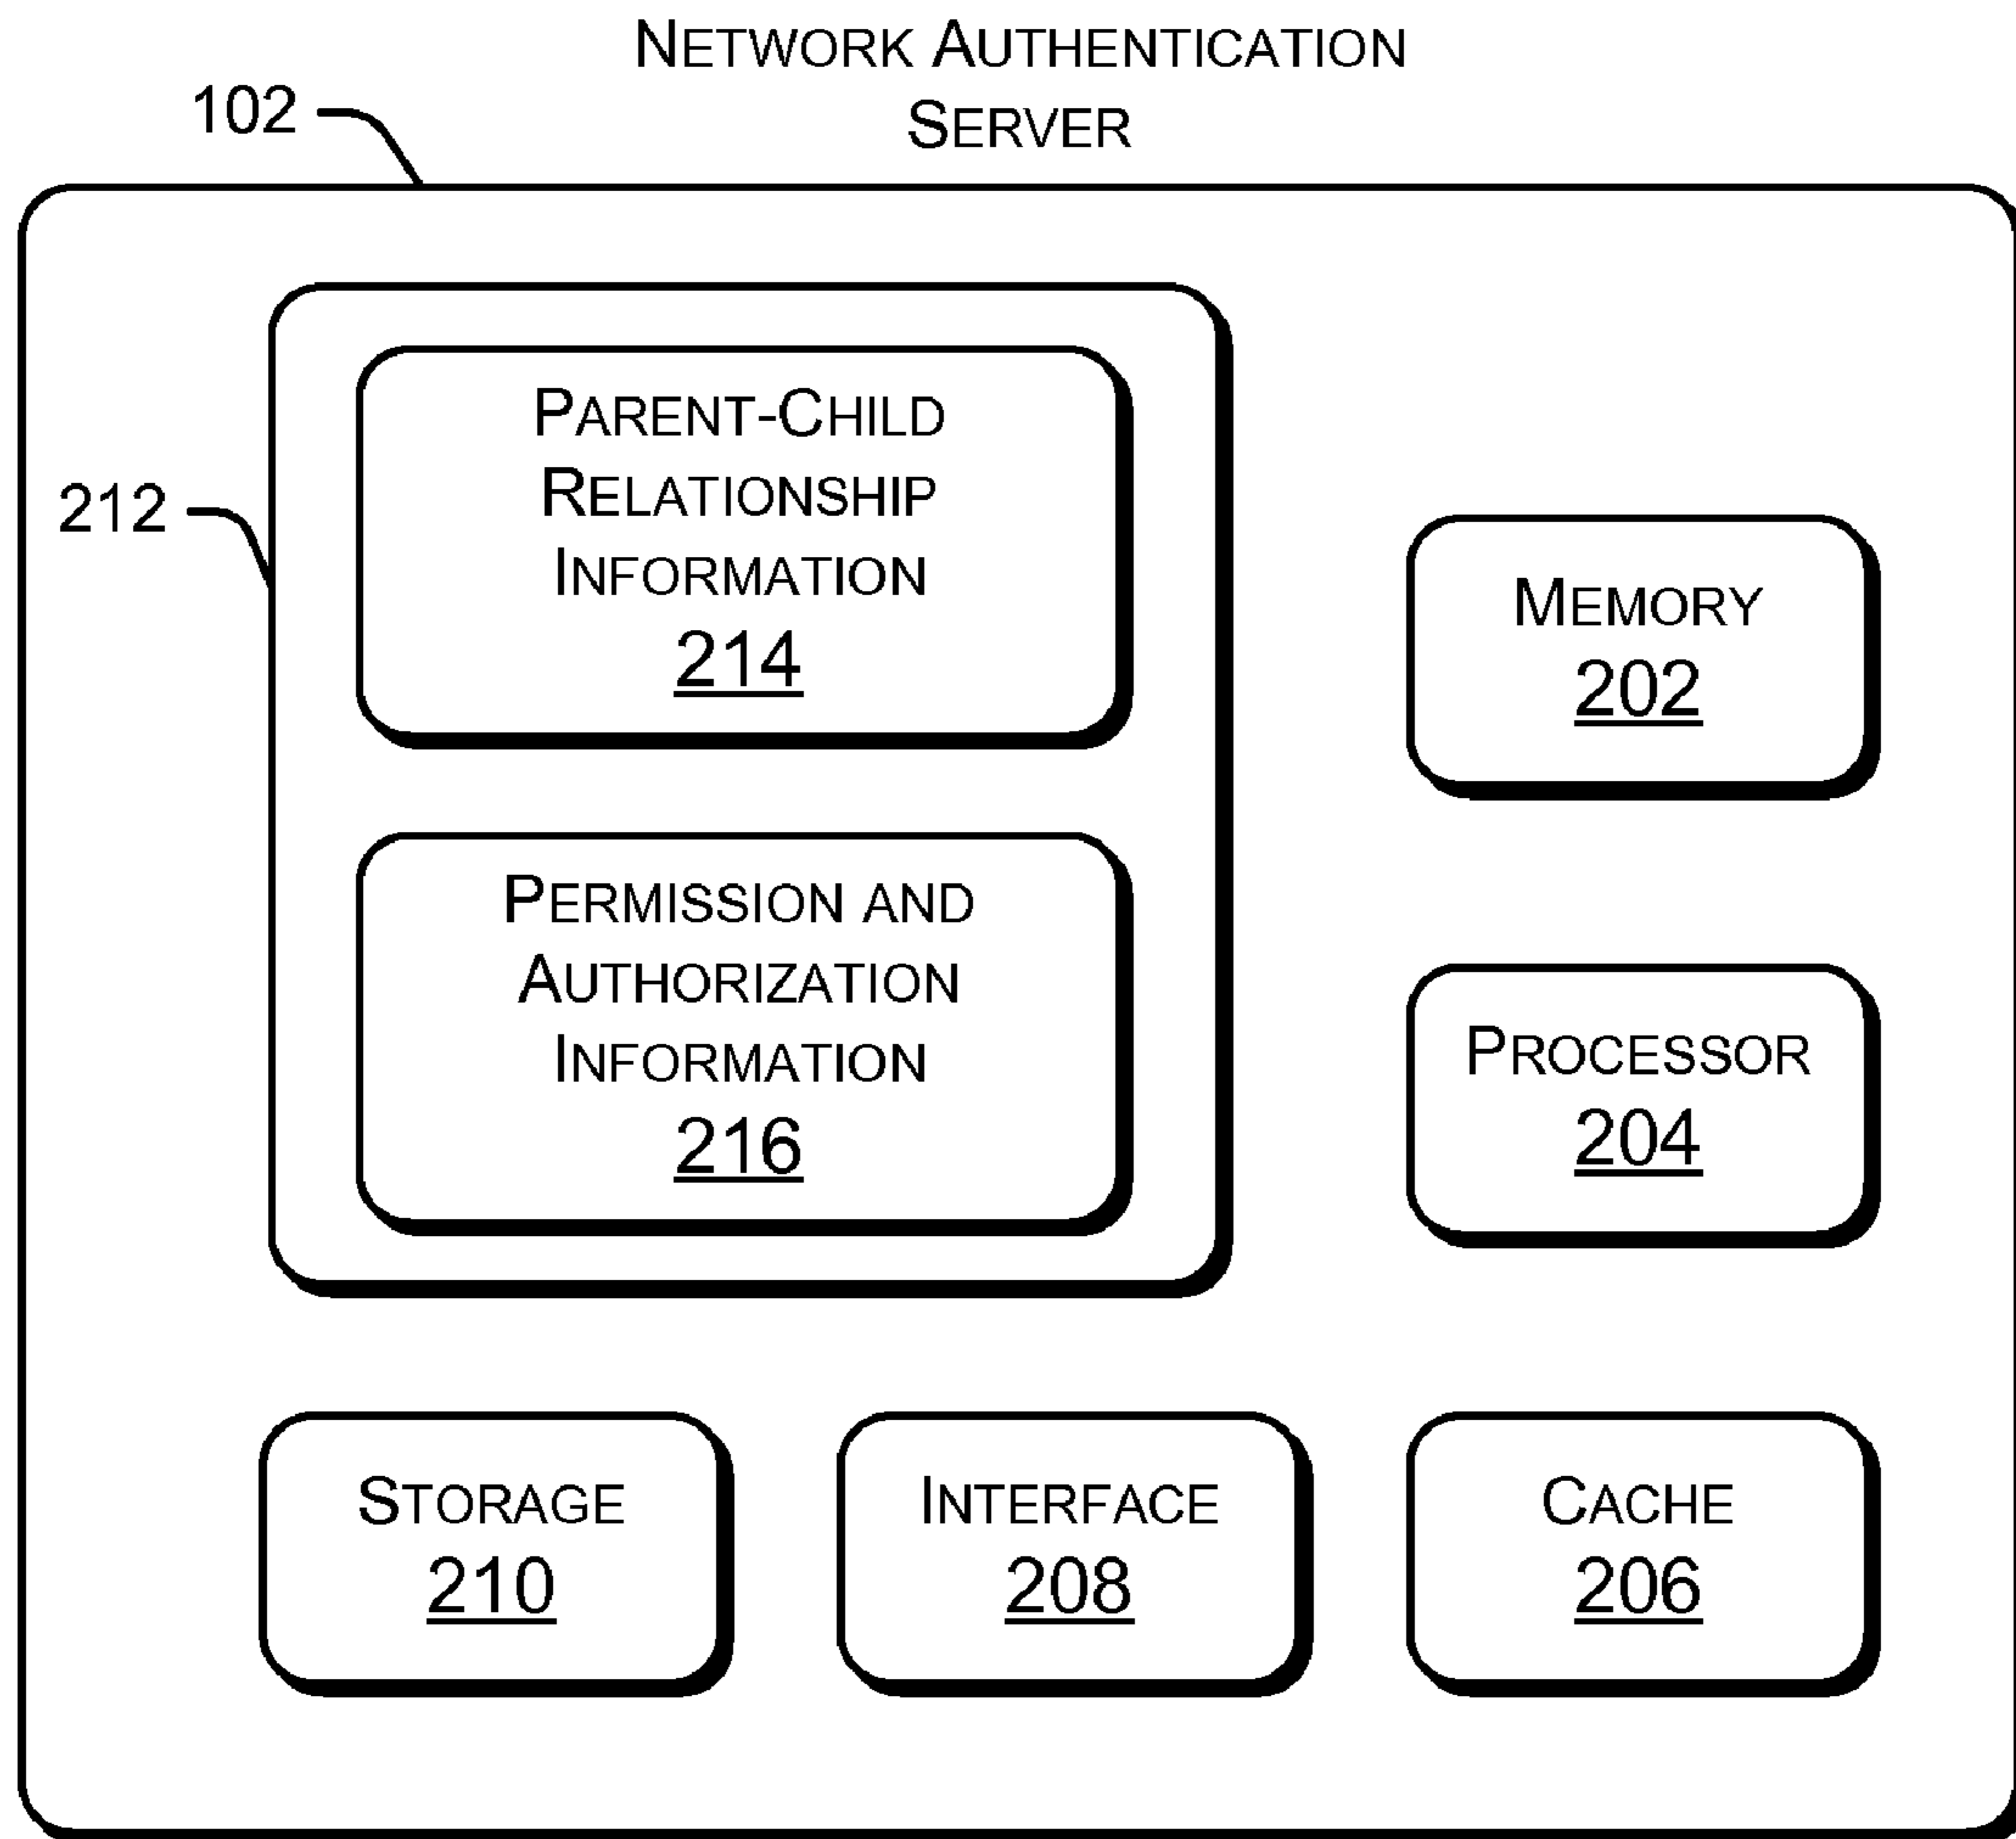 NETWORK AUTHENTICATION
SERVER
102
PARENT-CHILD
RELATIONSHIP
INFORMATION
214
212
MEMORY
202
PERMISSION AND
AUTHORIZATION
INFORMATION
216
PROCESSOR
204
STORAGE
210
INTERFACE
208
CACHE
206